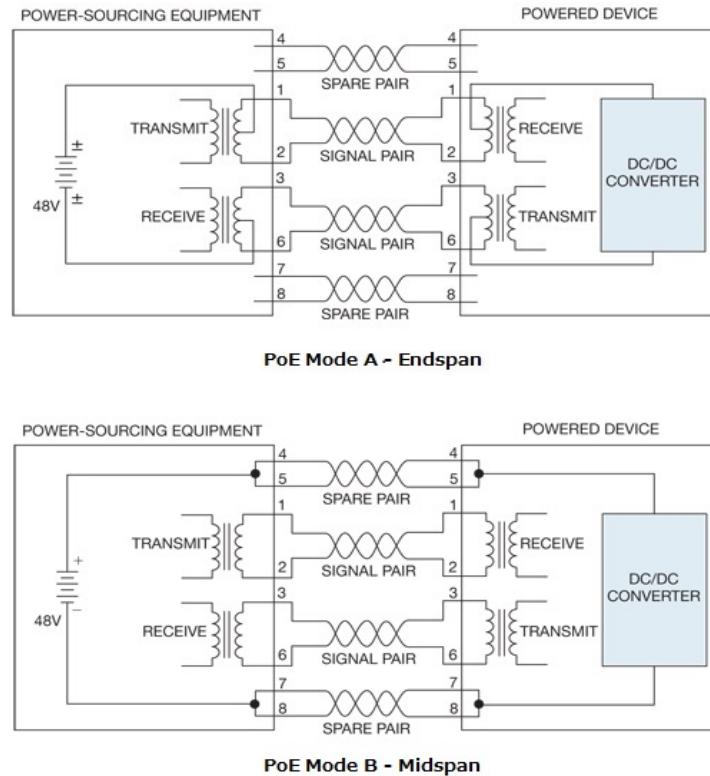 POWER-SOURCING EQUIPMENT
POWERED DEVICE
4
4
5
5
SPARE PAIR
1
1
TRANSMIT
RECEIVE
2
2
SIGNAL PAIR
±
±
48V
DC/DC
CONVERTER
3
3
RECEIVE
TRANSMIT
6
6
SIGNAL PAIR
7
7
8
8
SPARE PAIR
PoE Mode A - Endspan
POWER-SOURCING EQUIPMENT
POWERED DEVICE
4
4
5
5
SPARE PAIR
1
1
TRANSMIT
RECEIVE
2
2
SIGNAL PAIR
+
−
48V
DC/DC
CONVERTER
3
3
RECEIVE
TRANSMIT
6
6
SIGNAL PAIR
7
7
8
8
SPARE PAIR
PoE Mode B - Midspan